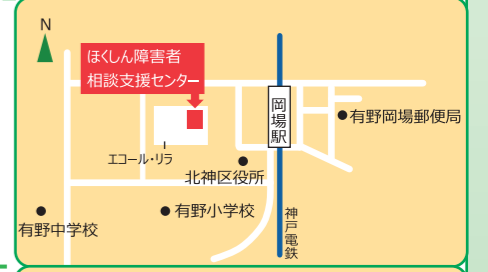 N
ほくしん障害者
相談支援センター
岡場駅
有野岡場郵便局
エコール・リラ
北神区役所
有野小学校
神戸電鉄
有野中学校